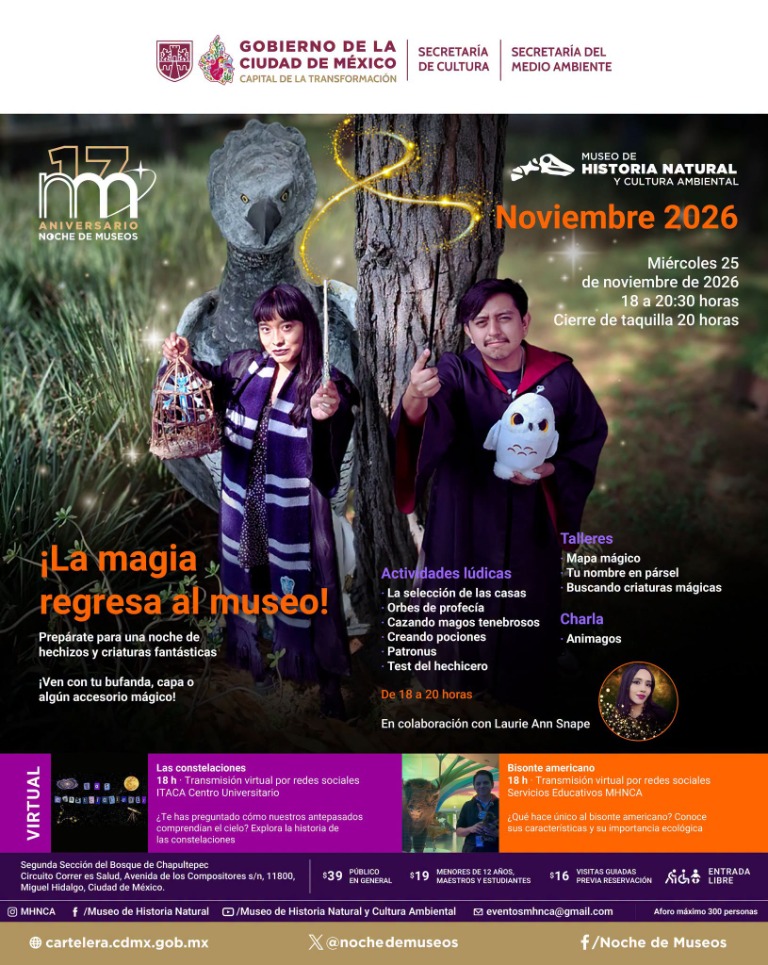 GOBIERNO DE LA
CIUDAD DE MÉXICO
CAPITAL DE LA TRANSFORMACIÓN
SECRETARÍA
DE CULTURA
SECRETARÍA DEL
MEDIO AMBIENTE
17
nm
ANIVERSARIO
NOCHE DE MUSEOS
MUSEO DE
HISTORIA NATURAL
Y CULTURA AMBIENTAL
Noviembre 2026
Miércoles 25
de noviembre de 2026
18 a 20:30 horas
Cierre de taquilla 20 horas
¡La magia
regresa al museo!
Prepárate para una noche de
hechizos y criaturas fantásticas
¡Ven con tu bufanda, capa o
algún accesorio mágico!
Actividades lúdicas
· La selección de las casas
· Orbes de profecía
· Cazando magos tenebrosos
· Creando pociones
· Patronus
· Test del hechicero
De 18 a 20 horas
En colaboración con Laurie Ann Snape
Talleres
· Mapa mágico
· Tu nombre en pársel
· Buscando criaturas mágicas
Charla
· Animagos
VIRTUAL
Las constelaciones
18 h · Transmisión virtual por redes sociales
ITACA Centro Universitario
¿Te has preguntado cómo nuestros antepasados
comprendían el cielo? Explora la historia de
las constelaciones
Bisonte americano
18 h · Transmisión virtual por redes sociales
Servicios Educativos MHNCA
¿Qué hace único al bisonte americano? Conoce
sus características y su importancia ecológica
Segunda Sección del Bosque de Chapultepec
Circuito Correr es Salud, Avenida de los Compositores s/n, 11800,
Miguel Hidalgo, Ciudad de México.
$39 PÚBLICO
EN GENERAL
$19 MENORES DE 12 AÑOS,
MAESTROS Y ESTUDIANTES
$16 VISITAS GUIADAS
PREVIA RESERVACIÓN
ENTRADA
LIBRE
MHNCA
/Museo de Historia Natural
/Museo de Historia Natural y Cultura Ambiental
eventosmhnca@gmail.com
Aforo máximo 300 personas
cartelera.cdmx.gob.mx
@nochedemuseos
/Noche de Museos